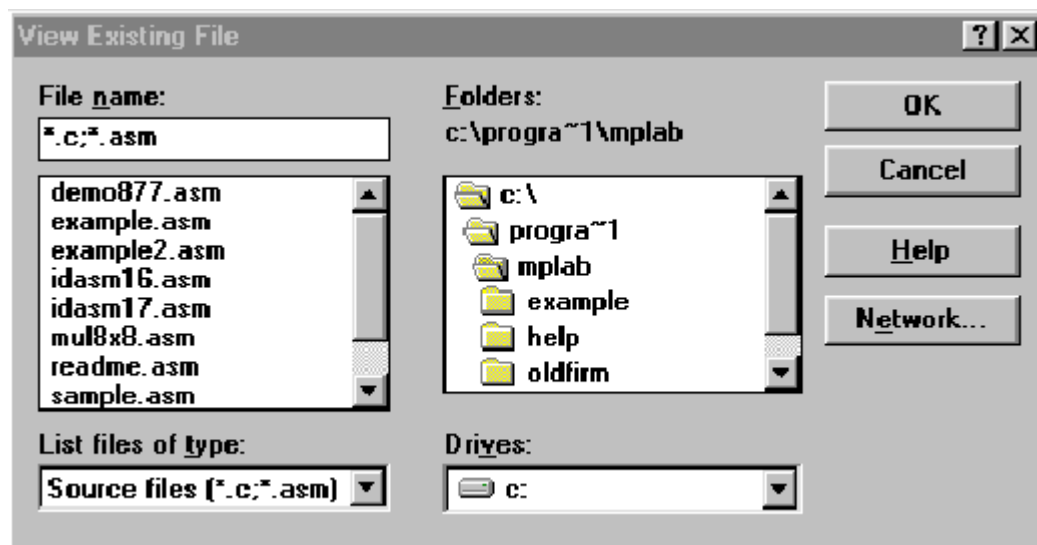 View Existing File
File name:
*.c;*.asm
demo877.asm
example.asm
example2.asm
idasm16.asm
idasm17.asm
mul8x8.asm
readme.asm
sample.asm
List files of type:
Source files (*.c;*.asm)
Folders:
c:\progra~1\mplab
c:\
progra~1
mplab
example
help
oldfirm
Drives:
c:
OK
Cancel
Help
Network...